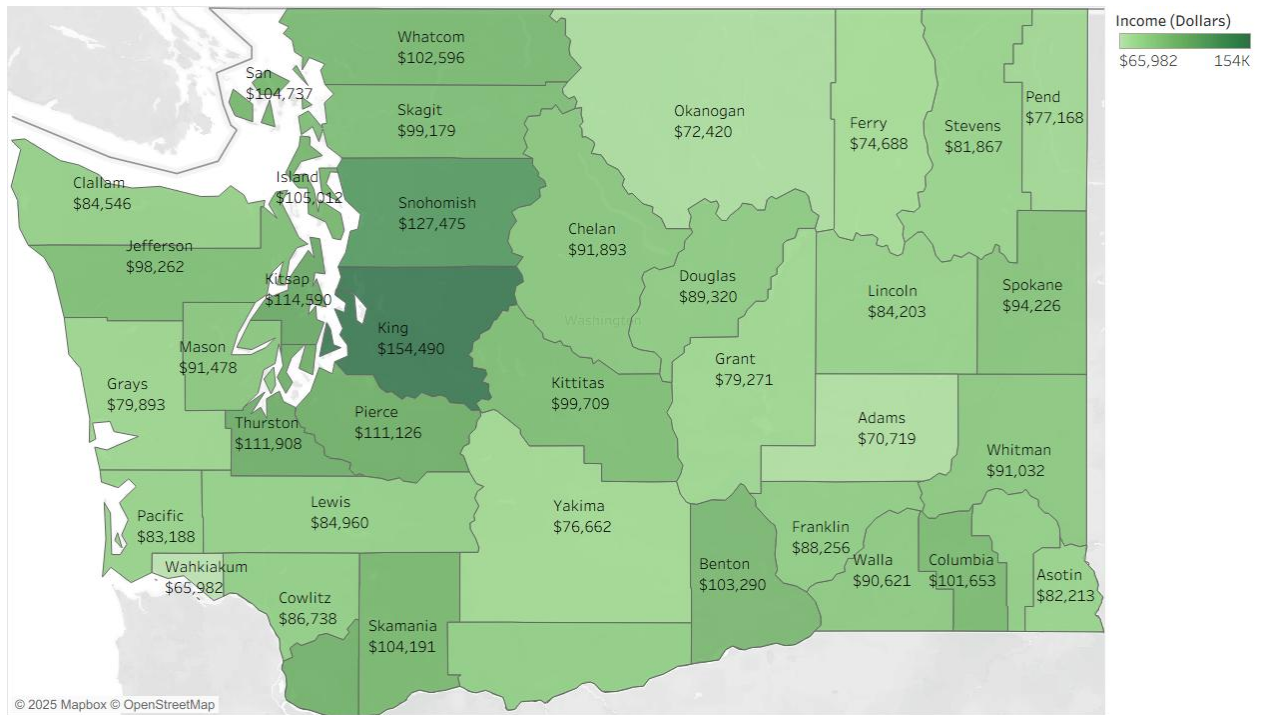 Income (Dollars)
$65,982 154K
Whatcom
$102,596
San
$104,737
Skagit
$99,179
Okanogan
$72,420
Ferry
$74,688
Stevens
$81,867
Pend
$77,168
Clallam
$84,546
Island
$105,012
Snohomish
$127,475
Jefferson
$98,262
Chelan
$91,893
Kitsap
$114,590
Douglas
$89,320
Lincoln
$84,203
Spokane
$94,226
Washington
King
$154,490
Mason
$91,478
Grant
$79,271
Grays
$79,893
Kittitas
$99,709
Thurston
$111,908
Pierce
$111,126
Adams
$70,719
Whitman
$91,032
Pacific
$83,188
Lewis
$84,960
Yakima
$76,662
Franklin
$88,256
Wahkiakum
$65,982
Benton
$103,290
Walla
$90,621
Columbia
$101,653
Asotin
$82,213
Cowlitz
$86,738
Skamania
$104,191
© 2025 Mapbox © OpenStreetMap